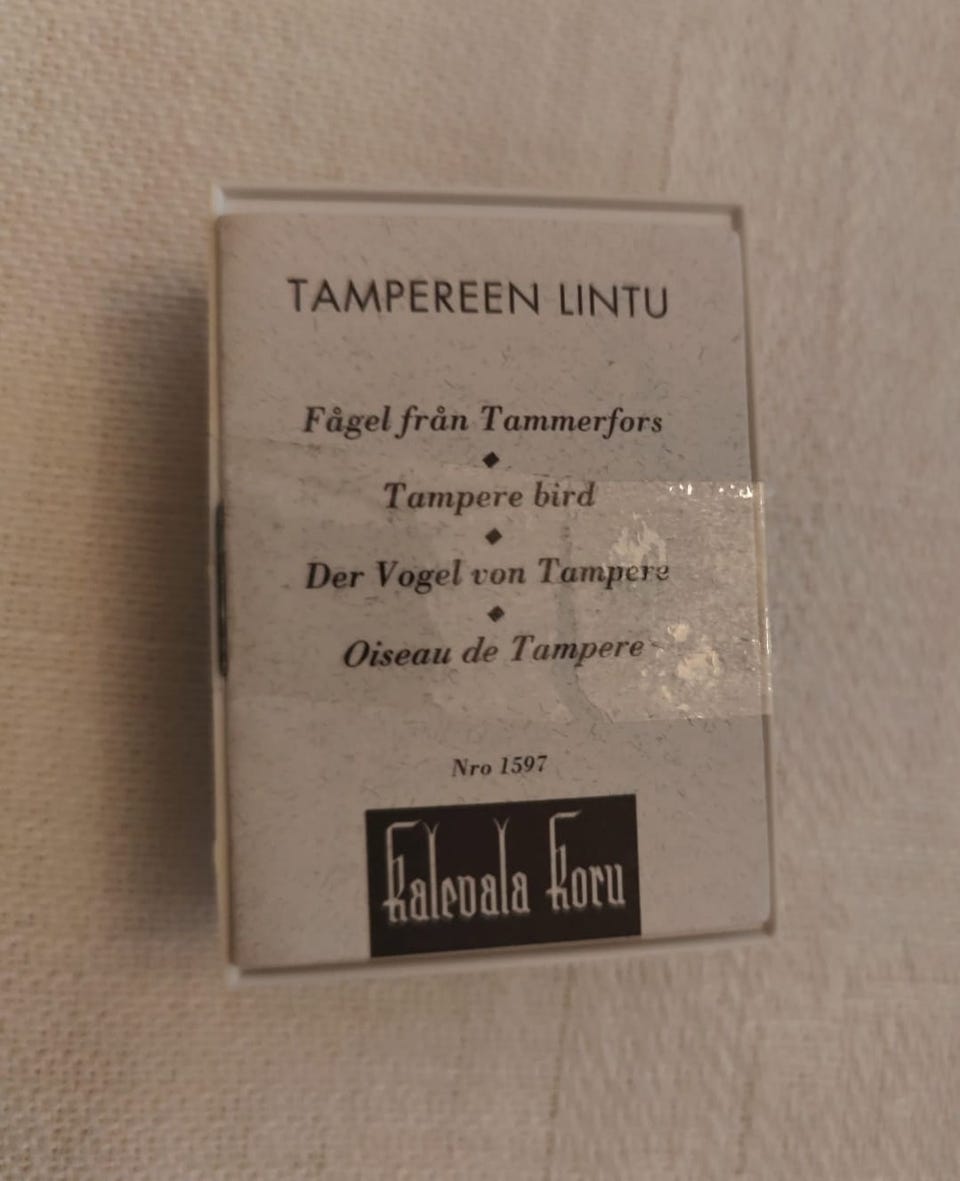 TAMPEREEN LINTU
Fågel från Tammerfors
Tampere bird
Der Vogel von Tampere
Oiseau de Tampere
Nro 1597
Kalevala Koru